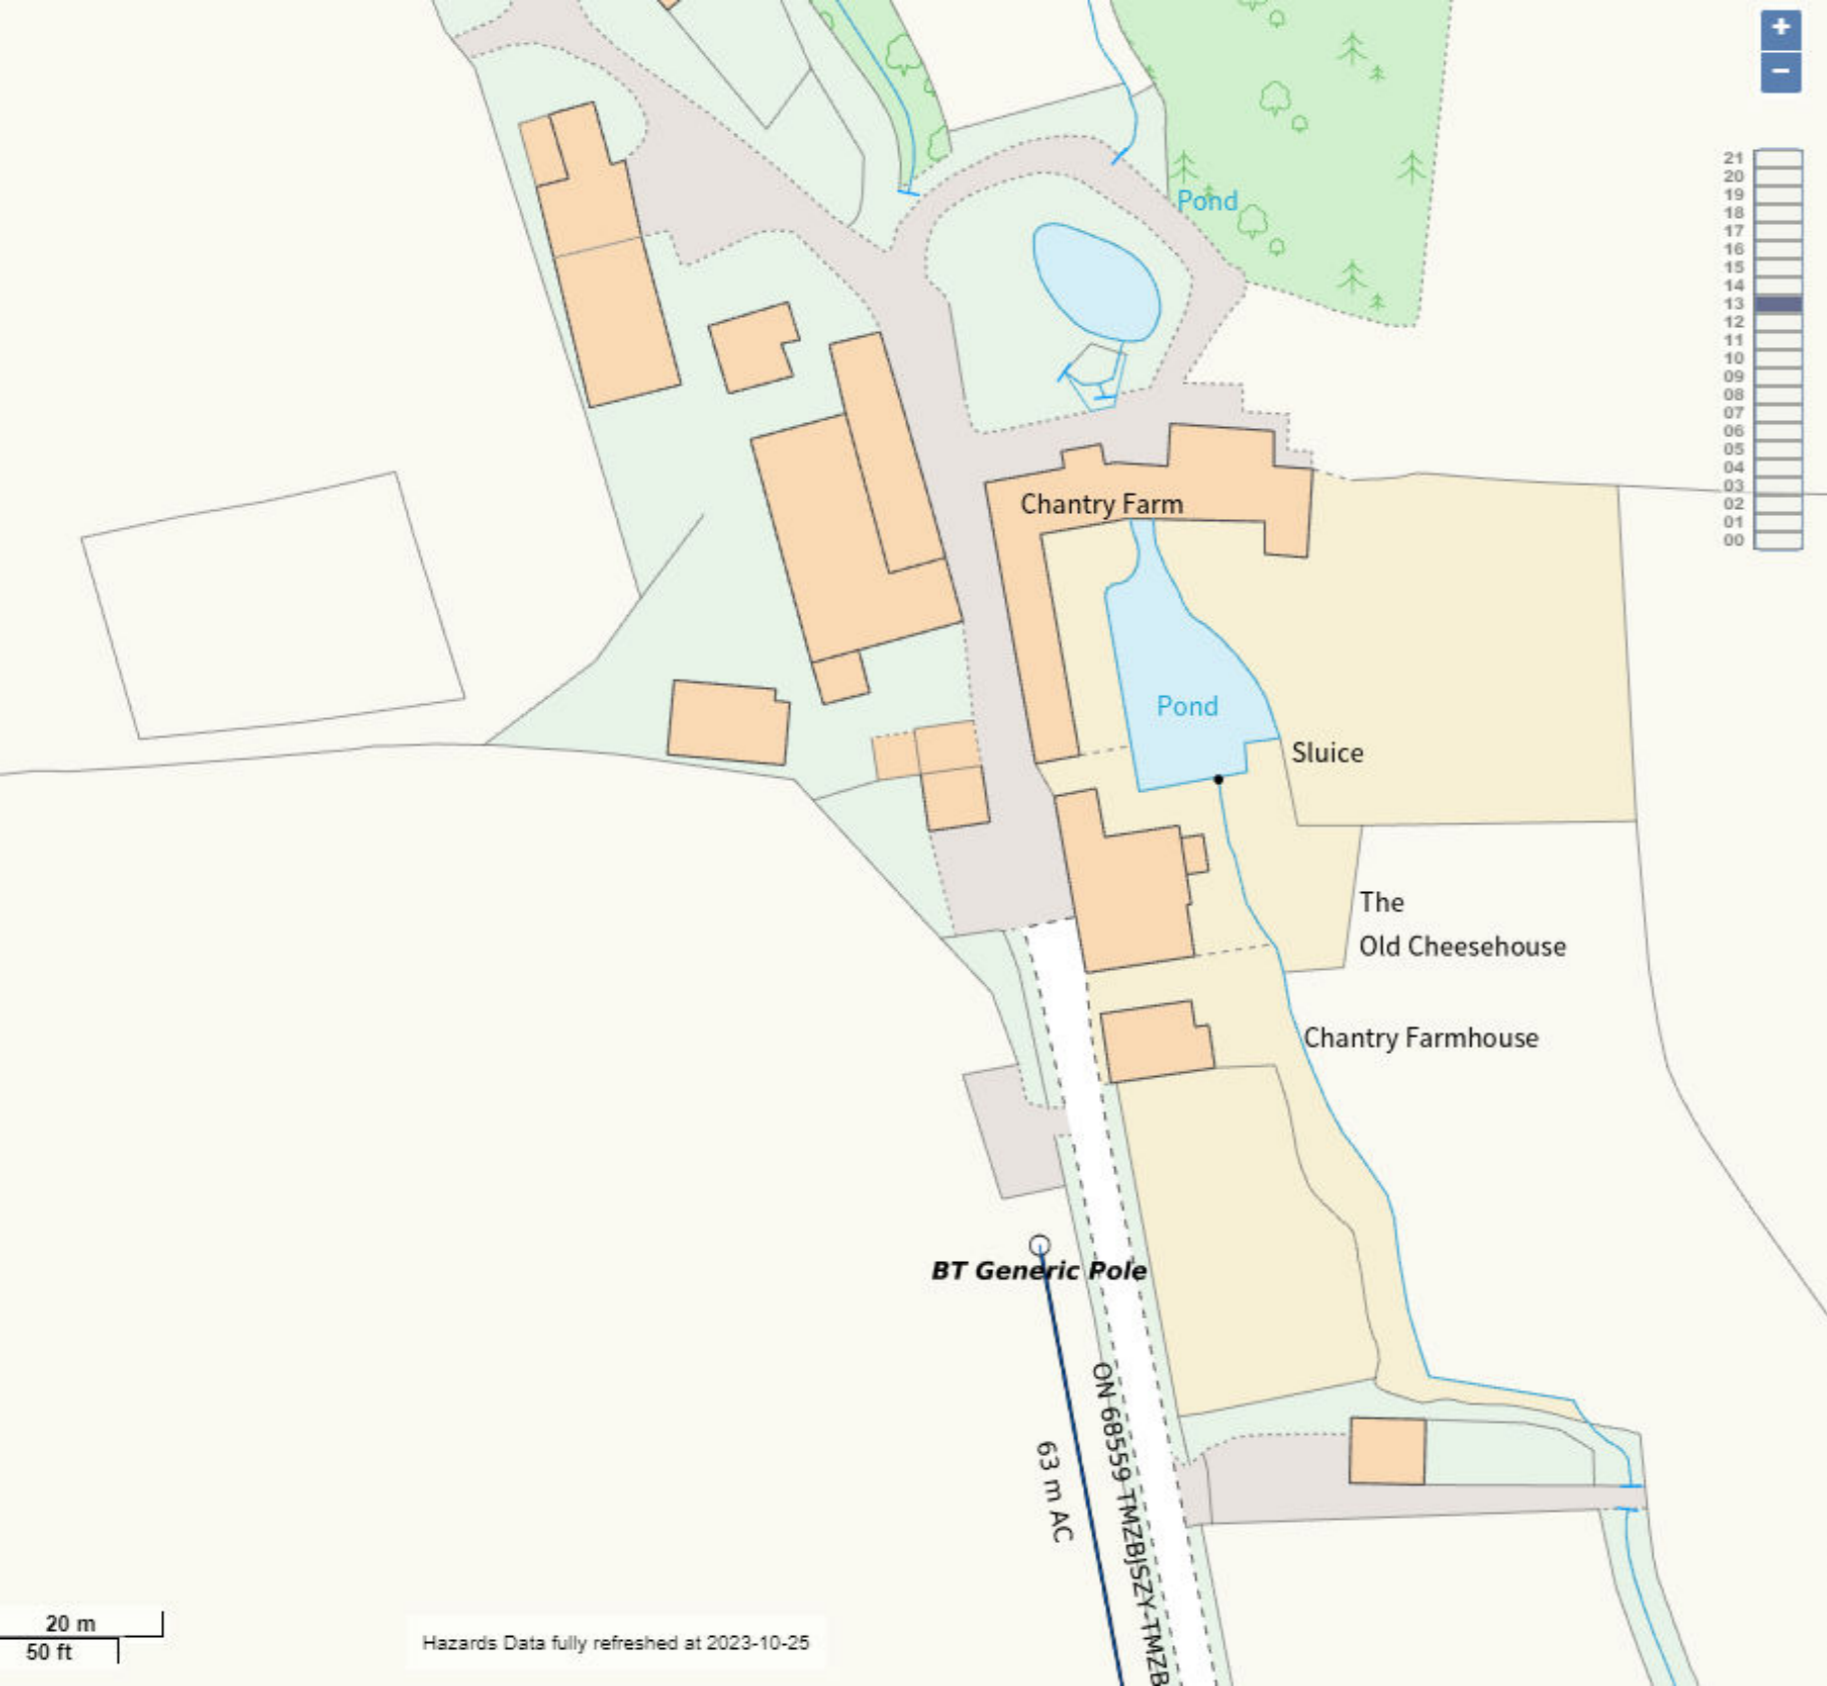 +
−
Pond
21
20
19
18
17
16
15
14
13
12
11
10
09
08
07
06
05
04
03
02
01
00
Chantry Farm
Pond
Sluice
The
Old Cheesehouse
Chantry Farmhouse
BT Generic Pole
ON 68559 TMZBJSZY-TMZB
63 m AC
20 m
50 ft
Hazards Data fully refreshed at 2023-10-25